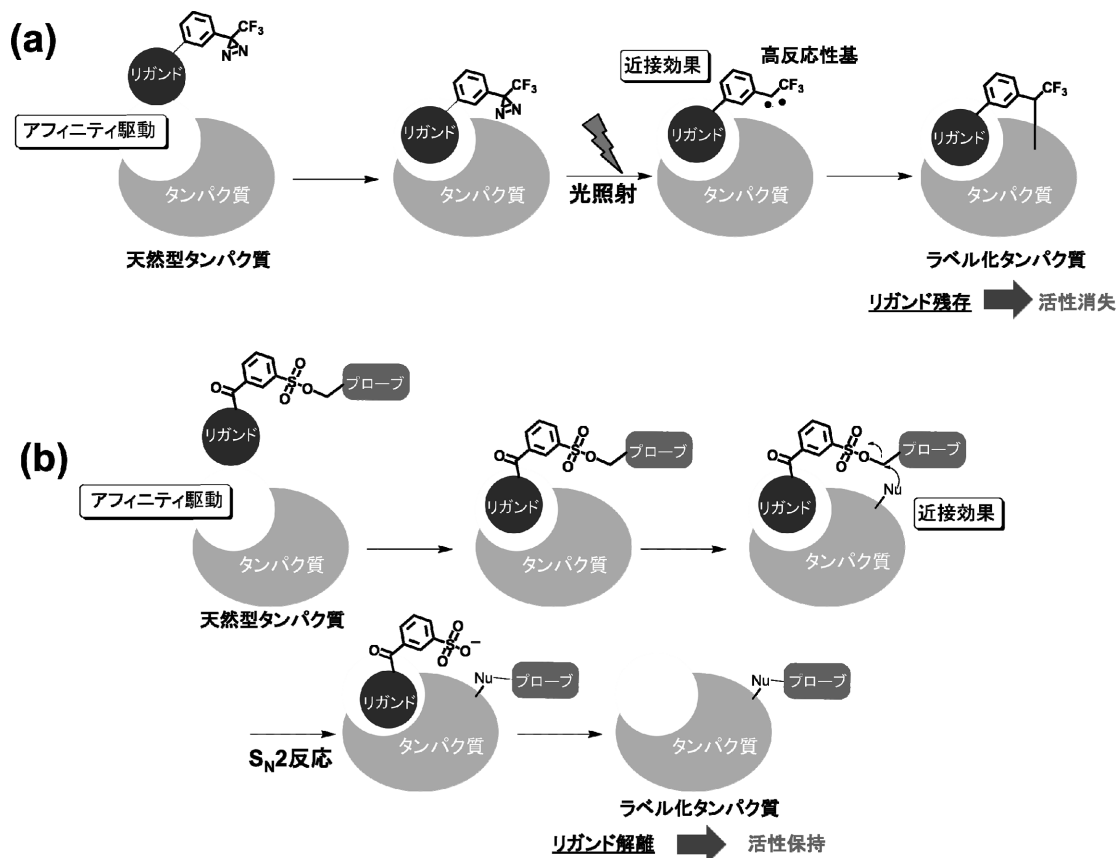 (a)
CF3
N
N
リガンド
アフィニティ駆動
タンパク質
天然型タンパク質
CF3
N
N
リガンド
タンパク質
光照射
近接効果
高反応性基
CF3
リガンド
タンパク質
CF3
リガンド
タンパク質
ラベル化タンパク質
リガンド残存
活性消失
(b)
O
O
S
O
O
プローブ
リガンド
アフィニティ駆動
タンパク質
天然型タンパク質
O
O
S
O
O
プローブ
リガンド
タンパク質
O
O
S
O
O
プローブ
Nu
リガンド
近接効果
タンパク質
SN2反応
O
O
S
O
O−
リガンド
Nu
プローブ
タンパク質
Nu
プローブ
タンパク質
ラベル化タンパク質
リガンド解離
活性保持